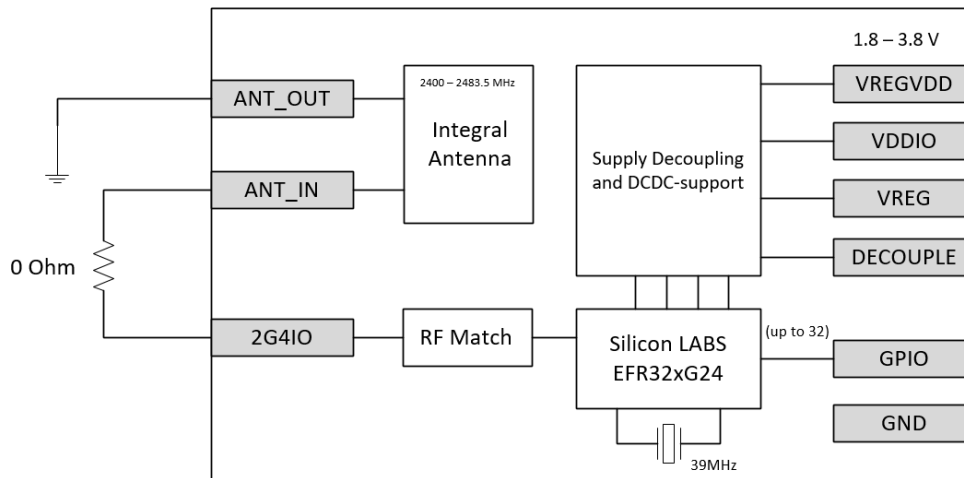 1.8 – 3.8 V
ANT_OUT
2400 – 2483.5 MHz
Integral
Antenna
VREGVDD
VDDIO
Supply Decoupling
and DCDC-support
ANT_IN
VREG
DECOUPLE
0 Ohm
2G4IO
RF Match
Silicon LABS
EFR32xG24
(up to 32)
GPIO
GND
39MHz